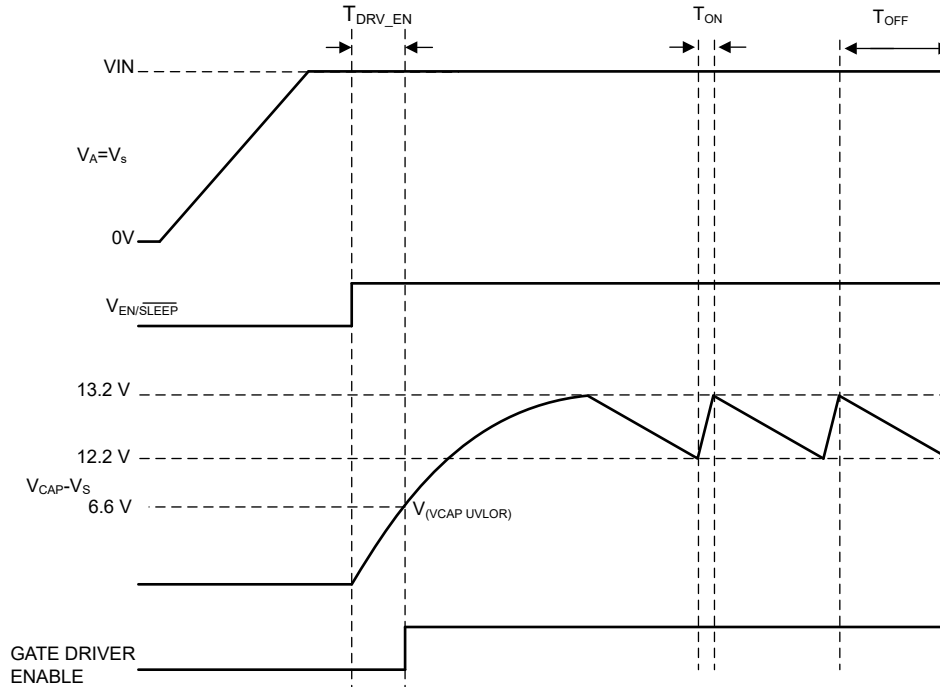 T_DRV_EN
T_ON
T_OFF
VIN
V_A=V_s
0V
V_EN/S̅L̅E̅E̅P̅
13.2 V
12.2 V
V_CAP-V_S
6.6 V
V_(VCAP UVLOR)
GATE DRIVER
ENABLE